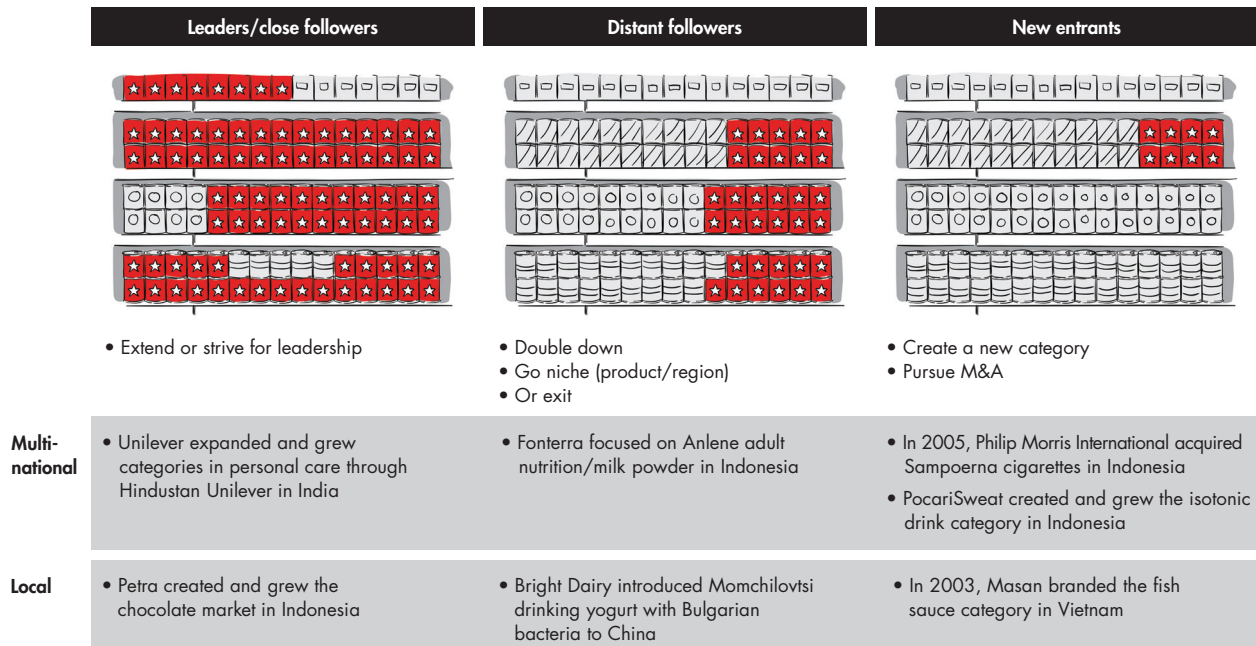 Leaders/close followers
Distant followers
New entrants
• Extend or strive for leadership
• Double down
• Go niche (product/region)
• Or exit
• Create a new category
• Pursue M&A
Multi-
national
• Unilever expanded and grew
categories in personal care through
Hindustan Unilever in India
• Fonterra focused on Anlene adult
nutrition/milk powder in Indonesia
• In 2005, Philip Morris International acquired
Sampoerna cigarettes in Indonesia
• PocariSweat created and grew the isotonic
drink category in Indonesia
Local
• Petra created and grew the
chocolate market in Indonesia
• Bright Dairy introduced Momchilovtsi
drinking yogurt with Bulgarian
bacteria to China
• In 2003, Masan branded the fish
sauce category in Vietnam